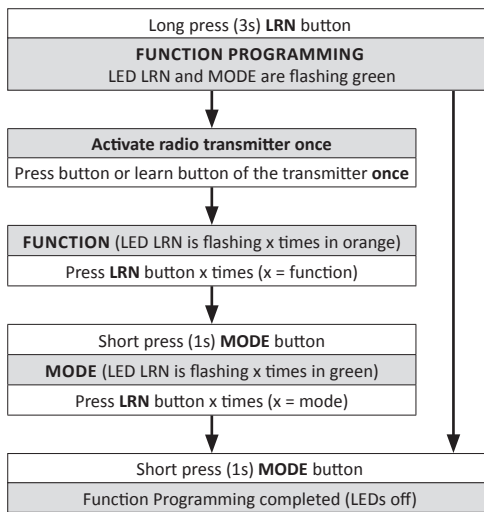 Long press (3s) LRN button
FUNCTION PROGRAMMING
LED LRN and MODE are flashing green
Activate radio transmitter once
Press button or learn button of the transmitter once
FUNCTION (LED LRN is flashing x times in orange)
Press LRN button x times (x = function)
Short press (1s) MODE button
MODE (LED LRN is flashing x times in green)
Press LRN button x times (x = mode)
Short press (1s) MODE button
Function Programming completed (LEDs off)